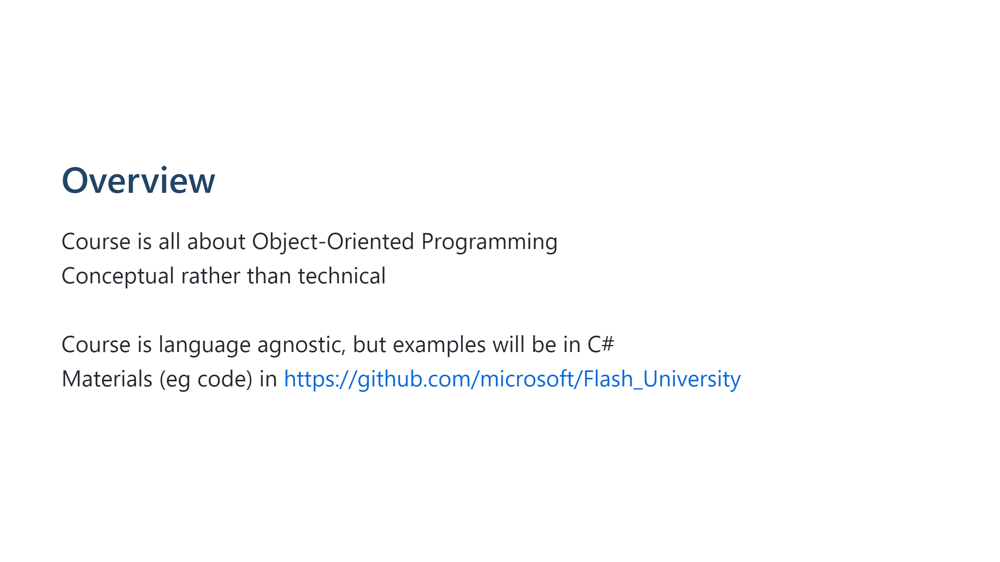 Overview
Course is all about Object-Oriented Programming
Conceptual rather than technical
Course is language agnostic, but examples will be in C#
Materials (eg code) in https://github.com/microsoft/Flash_University